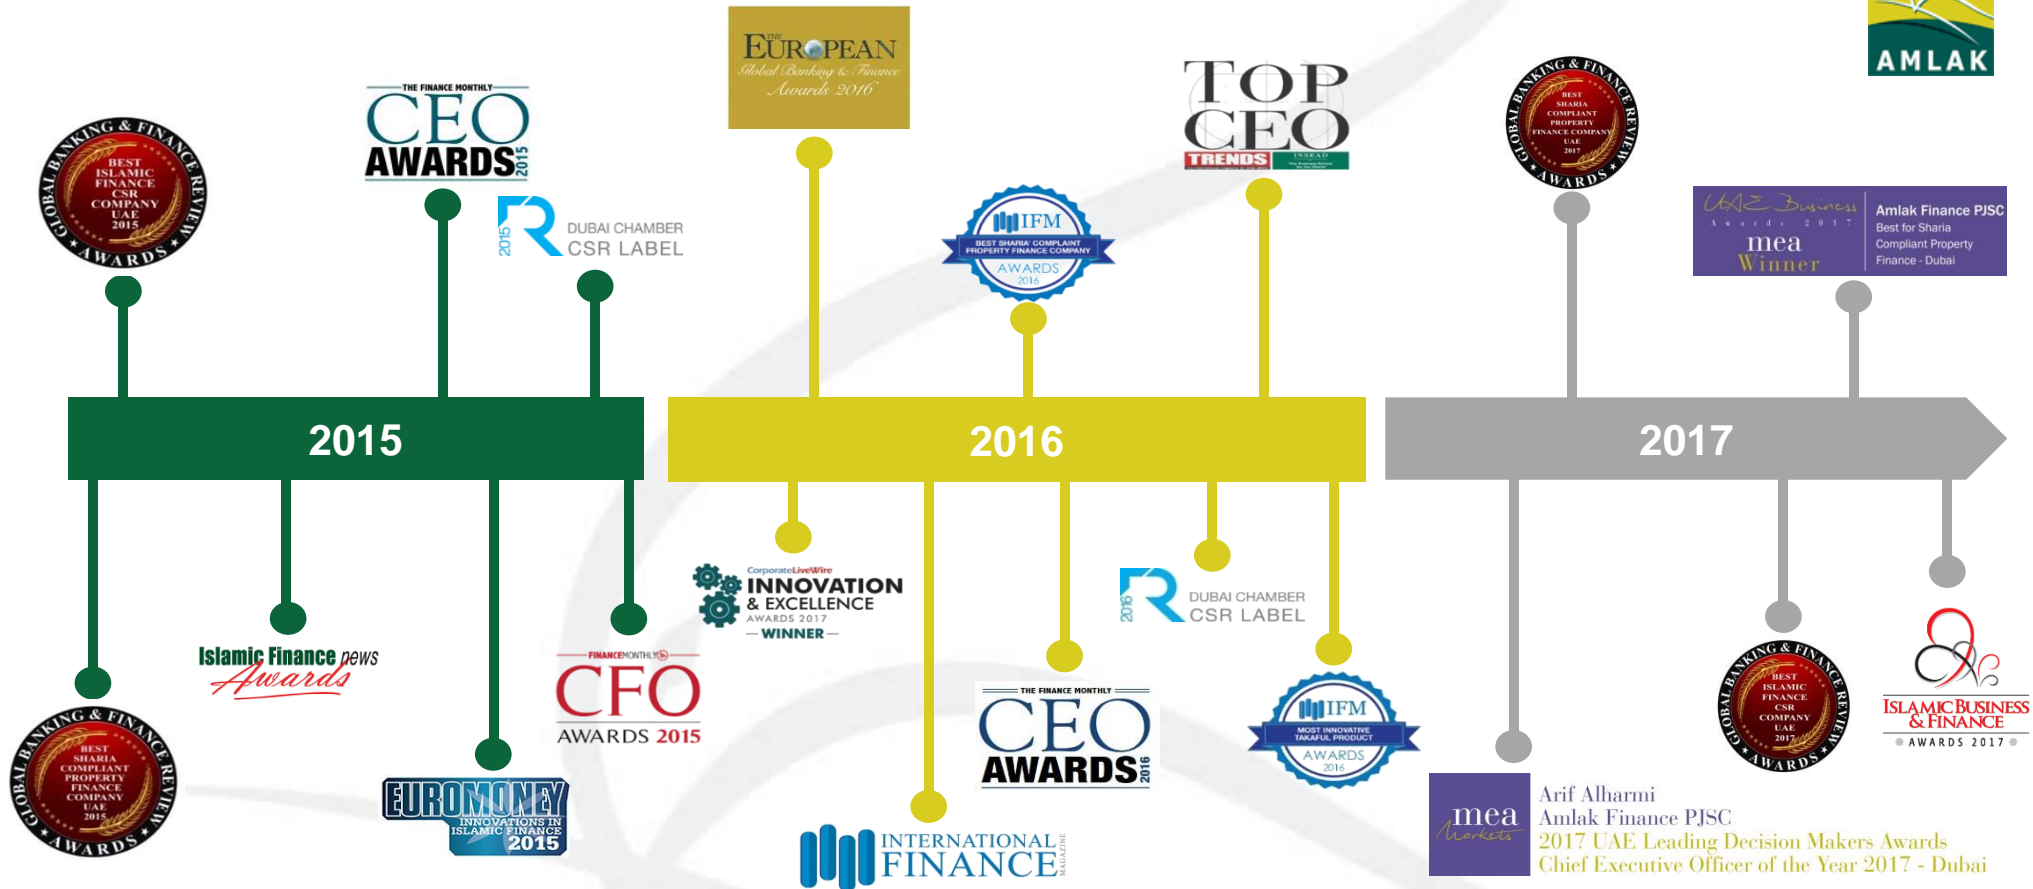 AMLAK
THE EUROPEAN
Global Banking & Finance
Awards 2016
GLOBAL BANKING & FINANCE REVIEW
BEST
ISLAMIC
FINANCE
CSR
COMPANY
UAE
2015
AWARDS
THE FINANCE MONTHLY
CEO
AWARDS 2015
2015
DUBAI CHAMBER
CSR LABEL
IFM
BEST SHARIA' COMPLAINT
PROPERTY FINANCE COMPANY
AWARDS
2016
TOP
CEO
TRENDS
INSEAD
GLOBAL BANKING & FINANCE REVIEW
BEST
SHARIA
COMPLIANT
PROPERTY
FINANCE COMPANY
UAE
2017
AWARDS
UAE Business
Awards 2017
mea
Winner
Amlak Finance PJSC
Best for Sharia
Compliant Property
Finance - Dubai
2015
2016
2017
GLOBAL BANKING & FINANCE REVIEW
BEST
SHARIA
COMPLIANT
PROPERTY
FINANCE
COMPANY
UAE
2015
AWARDS
Islamic Finance news
Awards
EUROMONEY
INNOVATIONS IN
ISLAMIC FINANCE
2015
FINANCE MONTHLY
CFO
AWARDS 2015
CorporateLiveWire
INNOVATION
& EXCELLENCE
AWARDS 2017
WINNER
INTERNATIONAL
FINANCE
MAGAZINE
THE FINANCE MONTHLY
CEO
AWARDS 2016
2016
DUBAI CHAMBER
CSR LABEL
IFM
MOST INNOVATIVE
TAKAFUL PRODUCT
AWARDS
2016
mea
Markets
Arif Alharmi
Amlak Finance PJSC
2017 UAE Leading Decision Makers Awards
Chief Executive Officer of the Year 2017 - Dubai
GLOBAL BANKING & FINANCE REVIEW
BEST
ISLAMIC
FINANCE
CSR
COMPANY
UAE
2017
AWARDS
ISLAMIC BUSINESS
& FINANCE
AWARDS 2017